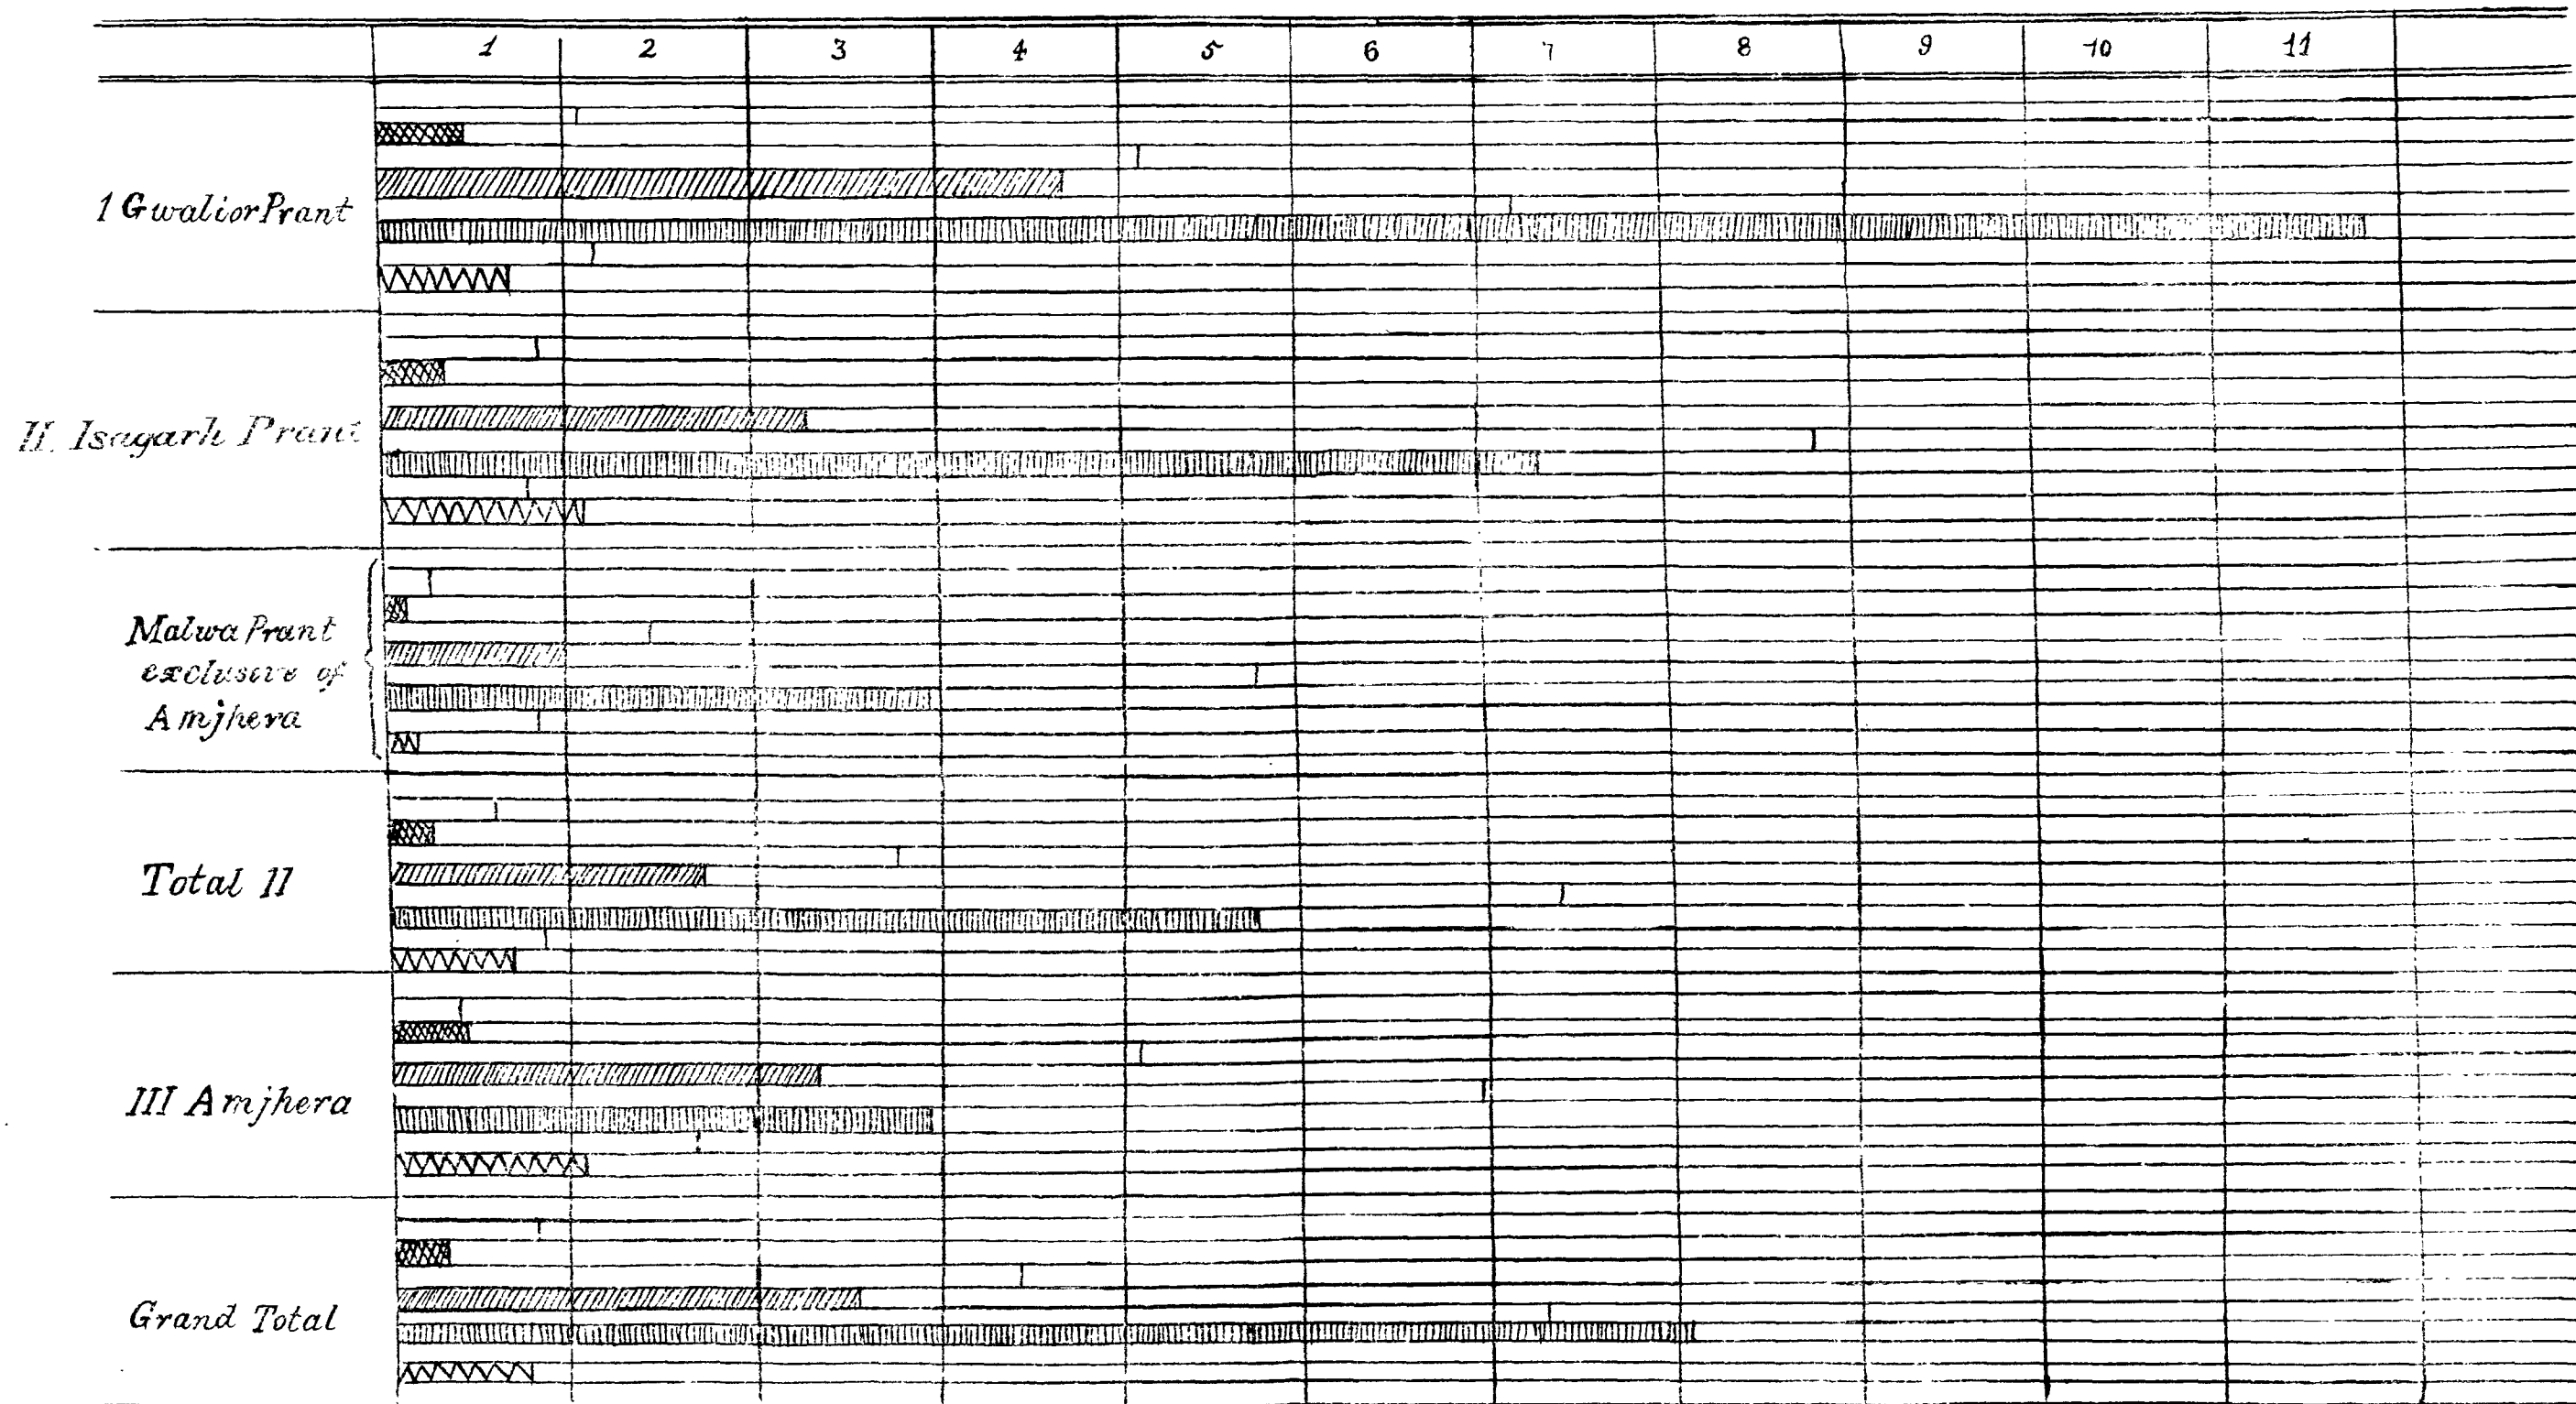 1 2 3 4 5 6 7 8 9 10 11
1 Gwalior Prant
II. Isagarh Prant
Malwa Prant
exclusive of
Amjhera
Total II
III Amjhera
Grand Total